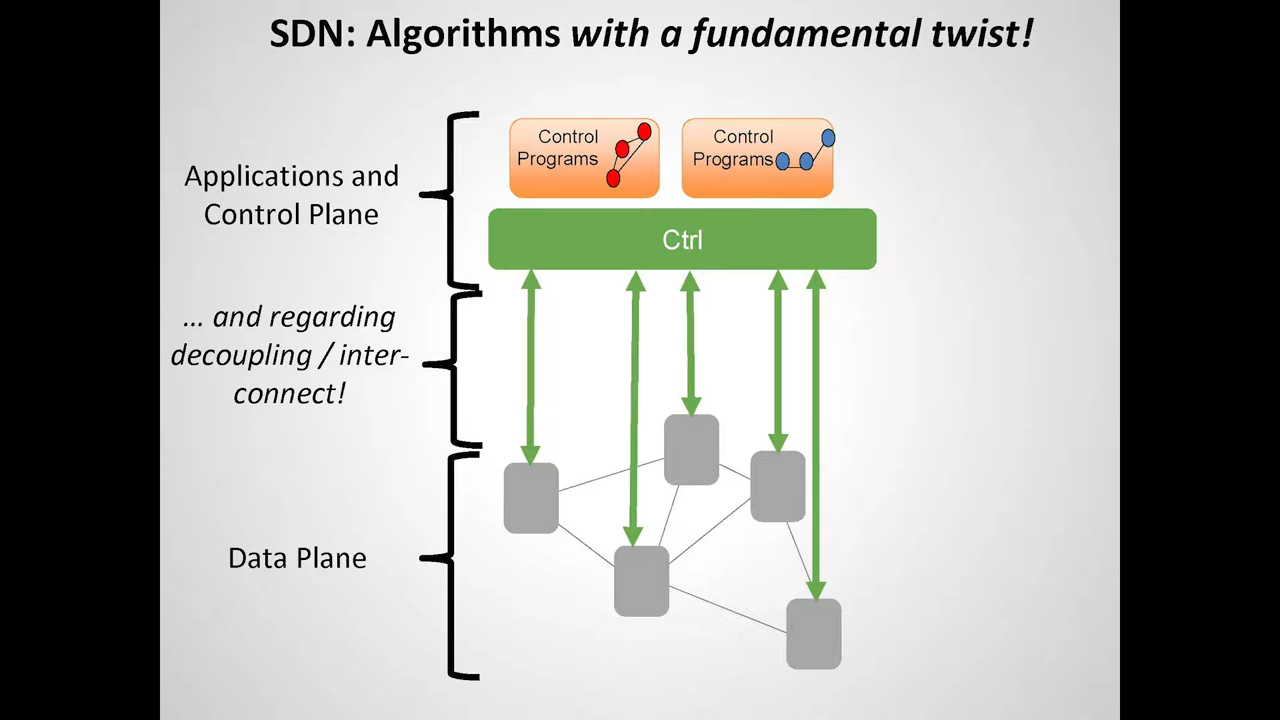 SDN: Algorithms with a fundamental twist!
Control
Programs
Control
Programs
Applications and
Control Plane
Ctrl
... and regarding
decoupling / inter-
connect!
Data Plane